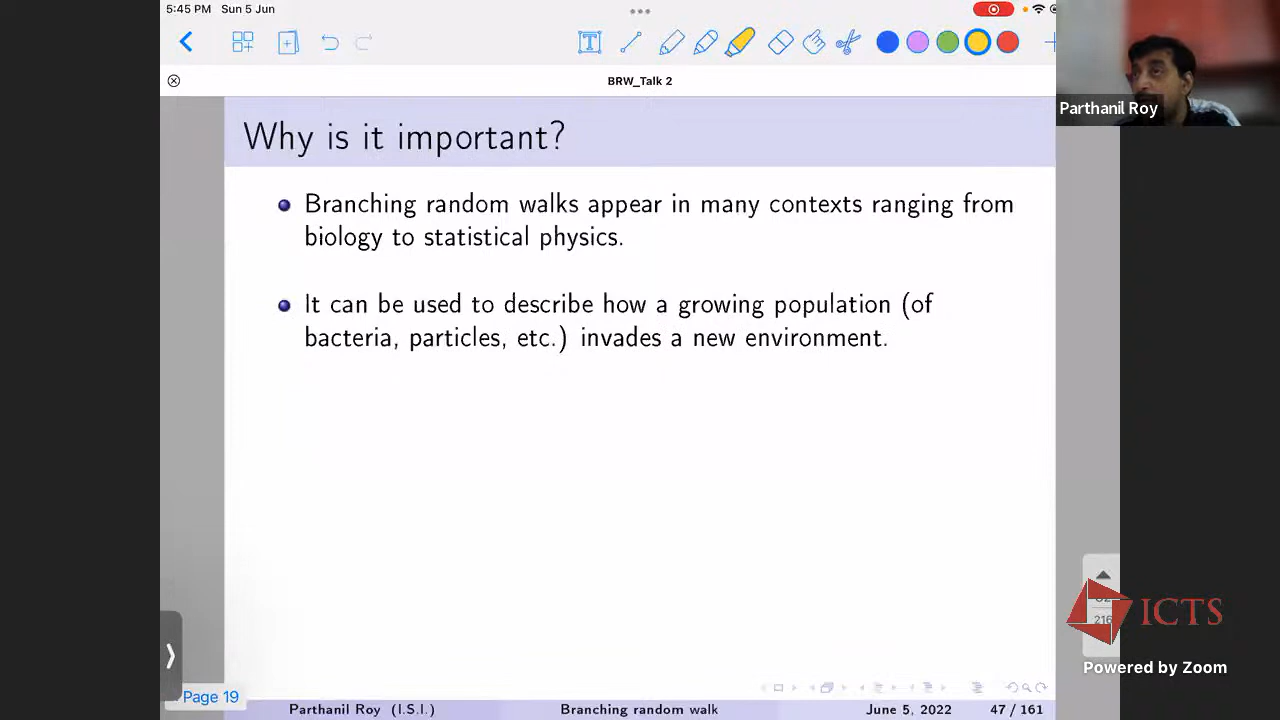 5:45 PM Sun 5 Jun
BRW_Talk 2
Parthanil Roy
Why is it important?
Branching random walks appear in many contexts ranging from
biology to statistical physics.
It can be used to describe how a growing population (of
bacteria, particles, etc.) invades a new environment.
216
ICTS
Powered by Zoom
Page 19
Parthanil Roy (I.S.I.) Branching random walk June 5, 2022 47 / 161